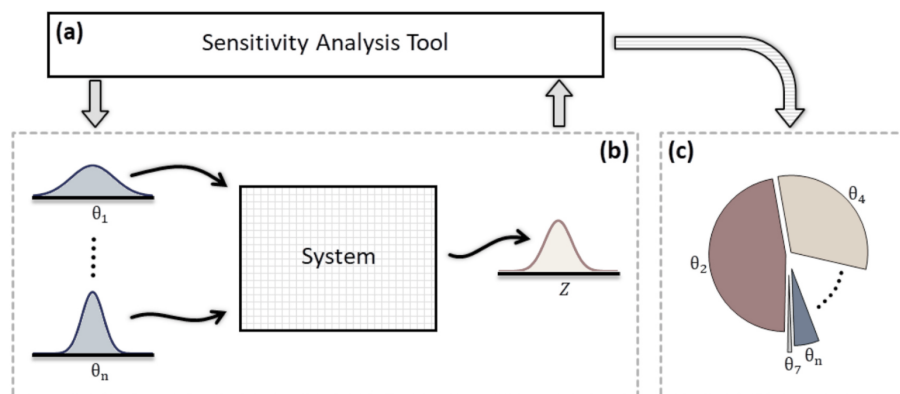 (a)
Sensitivity Analysis Tool
(b)
(c)
θ₁
θₙ
System
Z
θ₄
θ₂
θₙ
θ₇